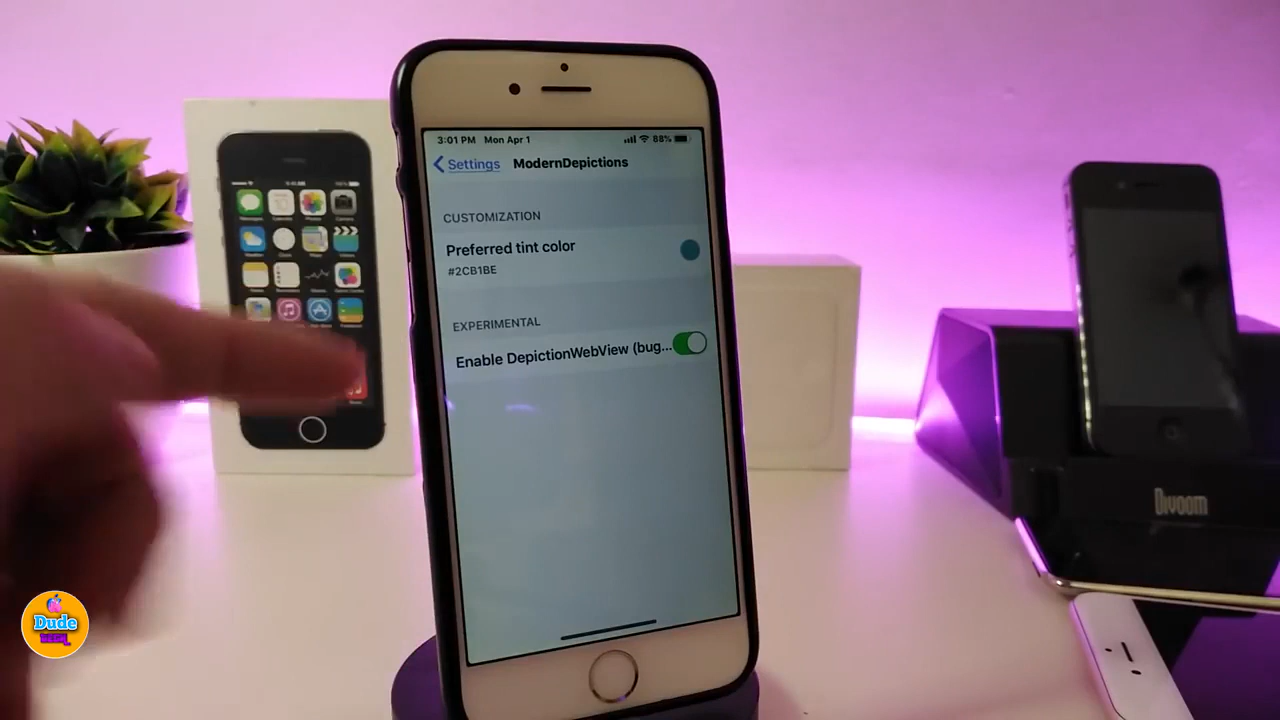 3:01 PM Mon Apr 1 88%
Settings ModernDepictions
CUSTOMIZATION
Preferred tint color
#2CB1BE
EXPERIMENTAL
Enable DepictionWebView (bug...
Divoom
Dude
TECH